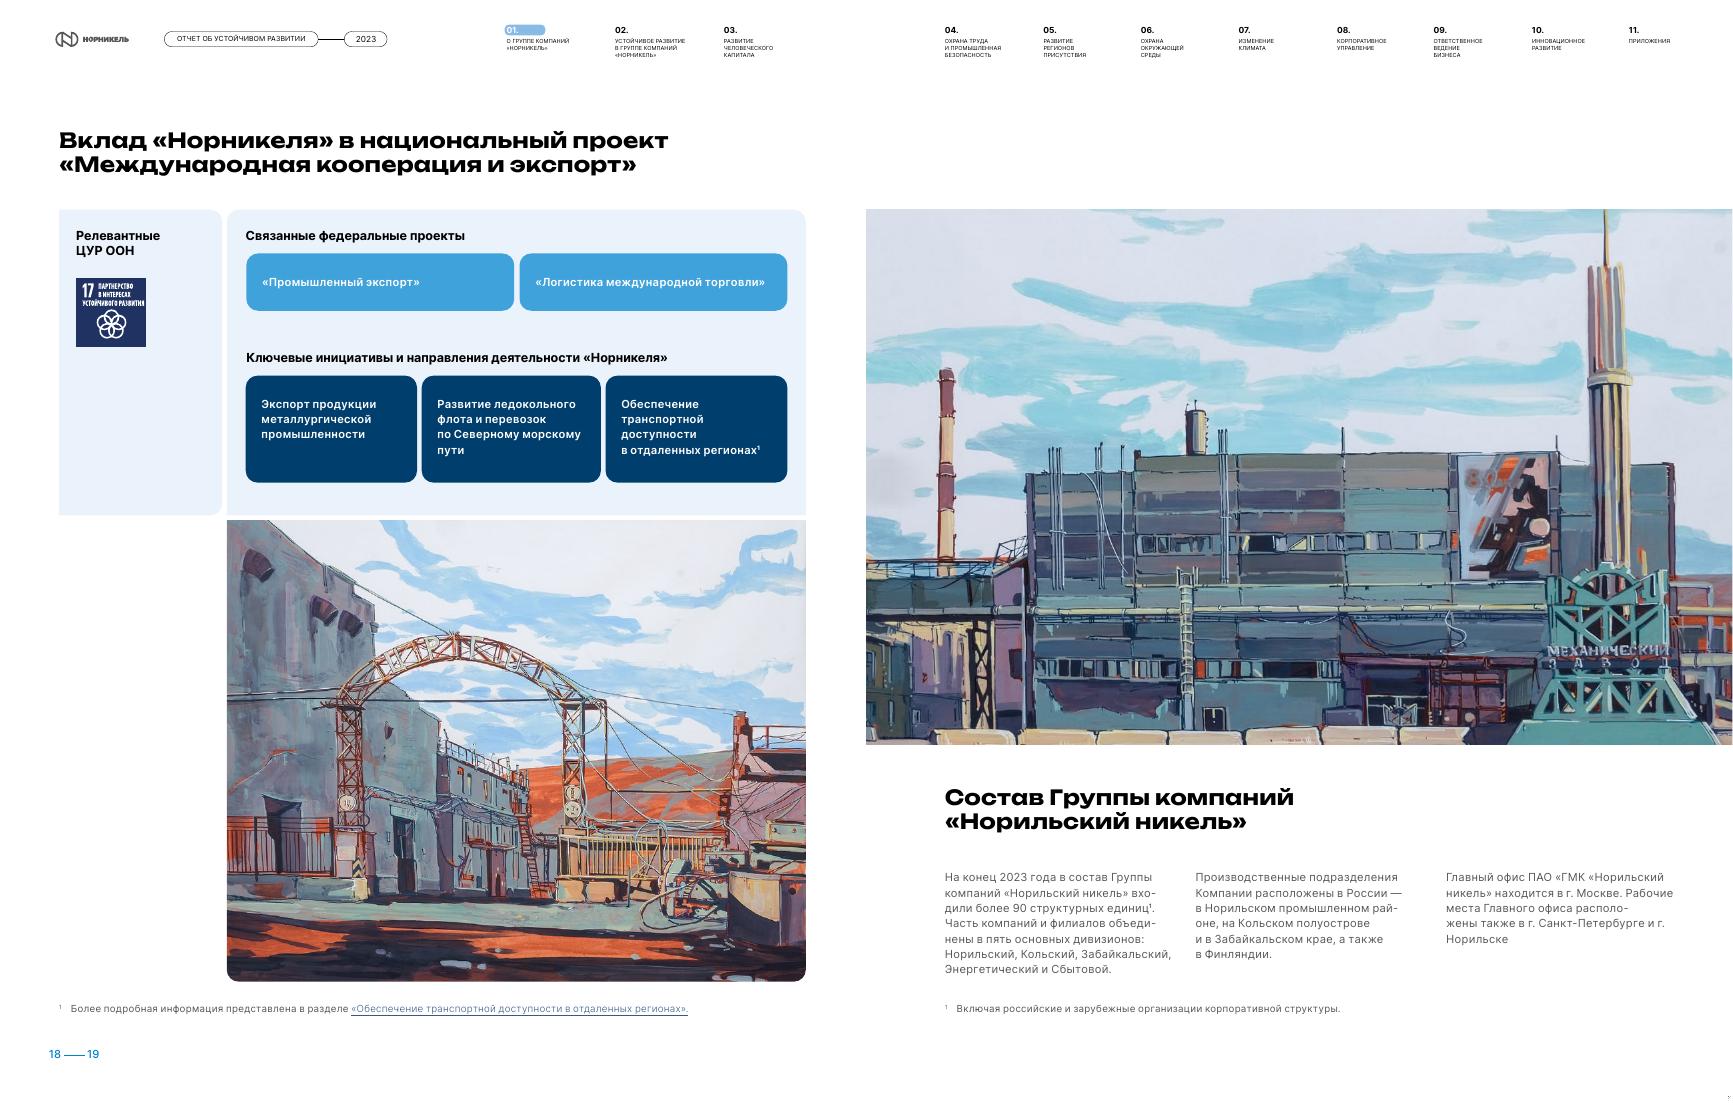 НОРНИКЕЛЬ
ОТЧЕТ ОБ УСТОЙЧИВОМ РАЗВИТИИ
2023
01.
О ГРУППЕ КОМПАНИЙ
«НОРНИКЕЛЬ»
02.
УСТОЙЧИВОЕ РАЗВИТИЕ
В ГРУППЕ КОМПАНИЙ
«НОРНИКЕЛЬ»
03.
РАЗВИТИЕ
ЧЕЛОВЕЧЕСКОГО
КАПИТАЛА
04.
ОХРАНА ТРУДА
И ПРОМЫШЛЕННАЯ
БЕЗОПАСНОСТЬ
05.
РАЗВИТИЕ
РЕГИОНОВ
ПРИСУТСТВИЯ
06.
ОХРАНА
ОКРУЖАЮЩЕЙ
СРЕДЫ
07.
ИЗМЕНЕНИЕ
КЛИМАТА
08.
КОРПОРАТИВНОЕ
УПРАВЛЕНИЕ
09.
ОТВЕТСТВЕННОЕ
ВЕДЕНИЕ
БИЗНЕСА
10.
ИННОВАЦИОННОЕ
РАЗВИТИЕ
11.
ПРИЛОЖЕНИЯ
Вклад «Норникеля» в национальный проект
«Международная кооперация и экспорт»
Релевантные
ЦУР ООН
17 ПАРТНЕРСТВО
В ИНТЕРЕСАХ
УСТОЙЧИВОГО РАЗВИТИЯ
Связанные федеральные проекты
«Промышленный экспорт»
«Логистика международной торговли»
Ключевые инициативы и направления деятельности «Норникеля»
Экспорт продукции
металлургической
промышленности
Развитие ледокольного
флота и перевозок
по Северному морскому
пути
Обеспечение
транспортной
доступности
в отдаленных регионах¹
МЕХАНИЧЕСКИЙ
ЗАВОД
Состав Группы компаний
«Норильский никель»
На конец 2023 года в состав Группы
компаний «Норильский никель» вхо-
дили более 90 структурных единиц¹.
Часть компаний и филиалов объеди-
нены в пять основных дивизионов:
Норильский, Кольский, Забайкальский,
Энергетический и Сбытовой.
Производственные подразделения
Компании расположены в России —
в Норильском промышленном рай-
оне, на Кольском полуострове
и в Забайкальском крае, а также
в Финляндии.
Главный офис ПАО «ГМК «Норильский
никель» находится в г. Москве. Рабочие
места Главного офиса располо-
жены также в г. Санкт-Петербурге и г.
Норильске
¹ Более подробная информация представлена в разделе «Обеспечение транспортной доступности в отдаленных регионах».
¹ Включая российские и зарубежные организации корпоративной структуры.
18 — 19